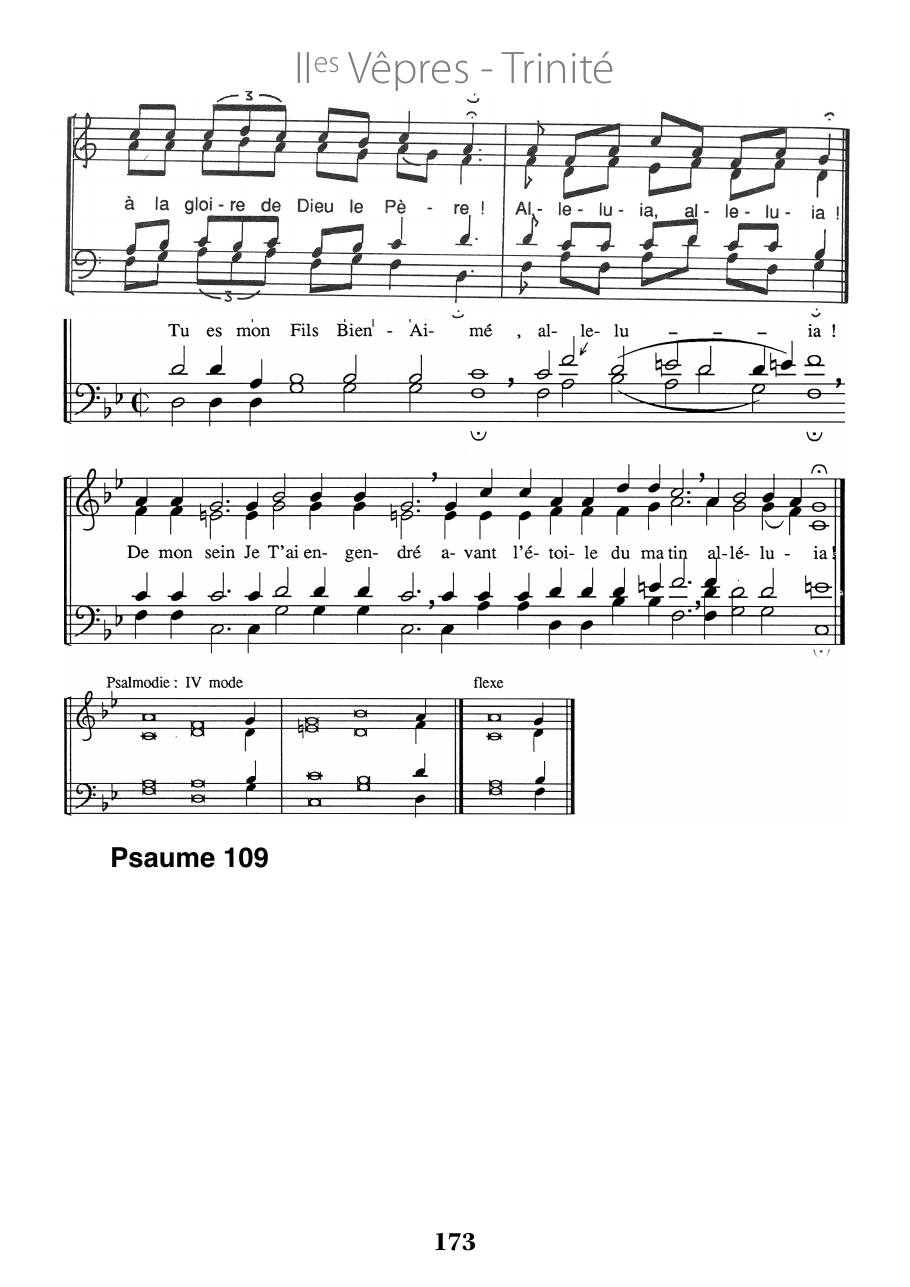 IIes Vêpres - Trinité
3
à la gloi - re de Dieu le Pè - re ! Al - le - lu - ia, al - le - lu - ia !
3
Tu es mon Fils Bien - Ai - mé , al - le - lu – – – ia !
De mon sein Je T'ai en - gen - dré a - vant l'é - toi - le du ma tin al - lé - lu - ia !
Psalmodie : IV mode flexe
Psaume 109
173